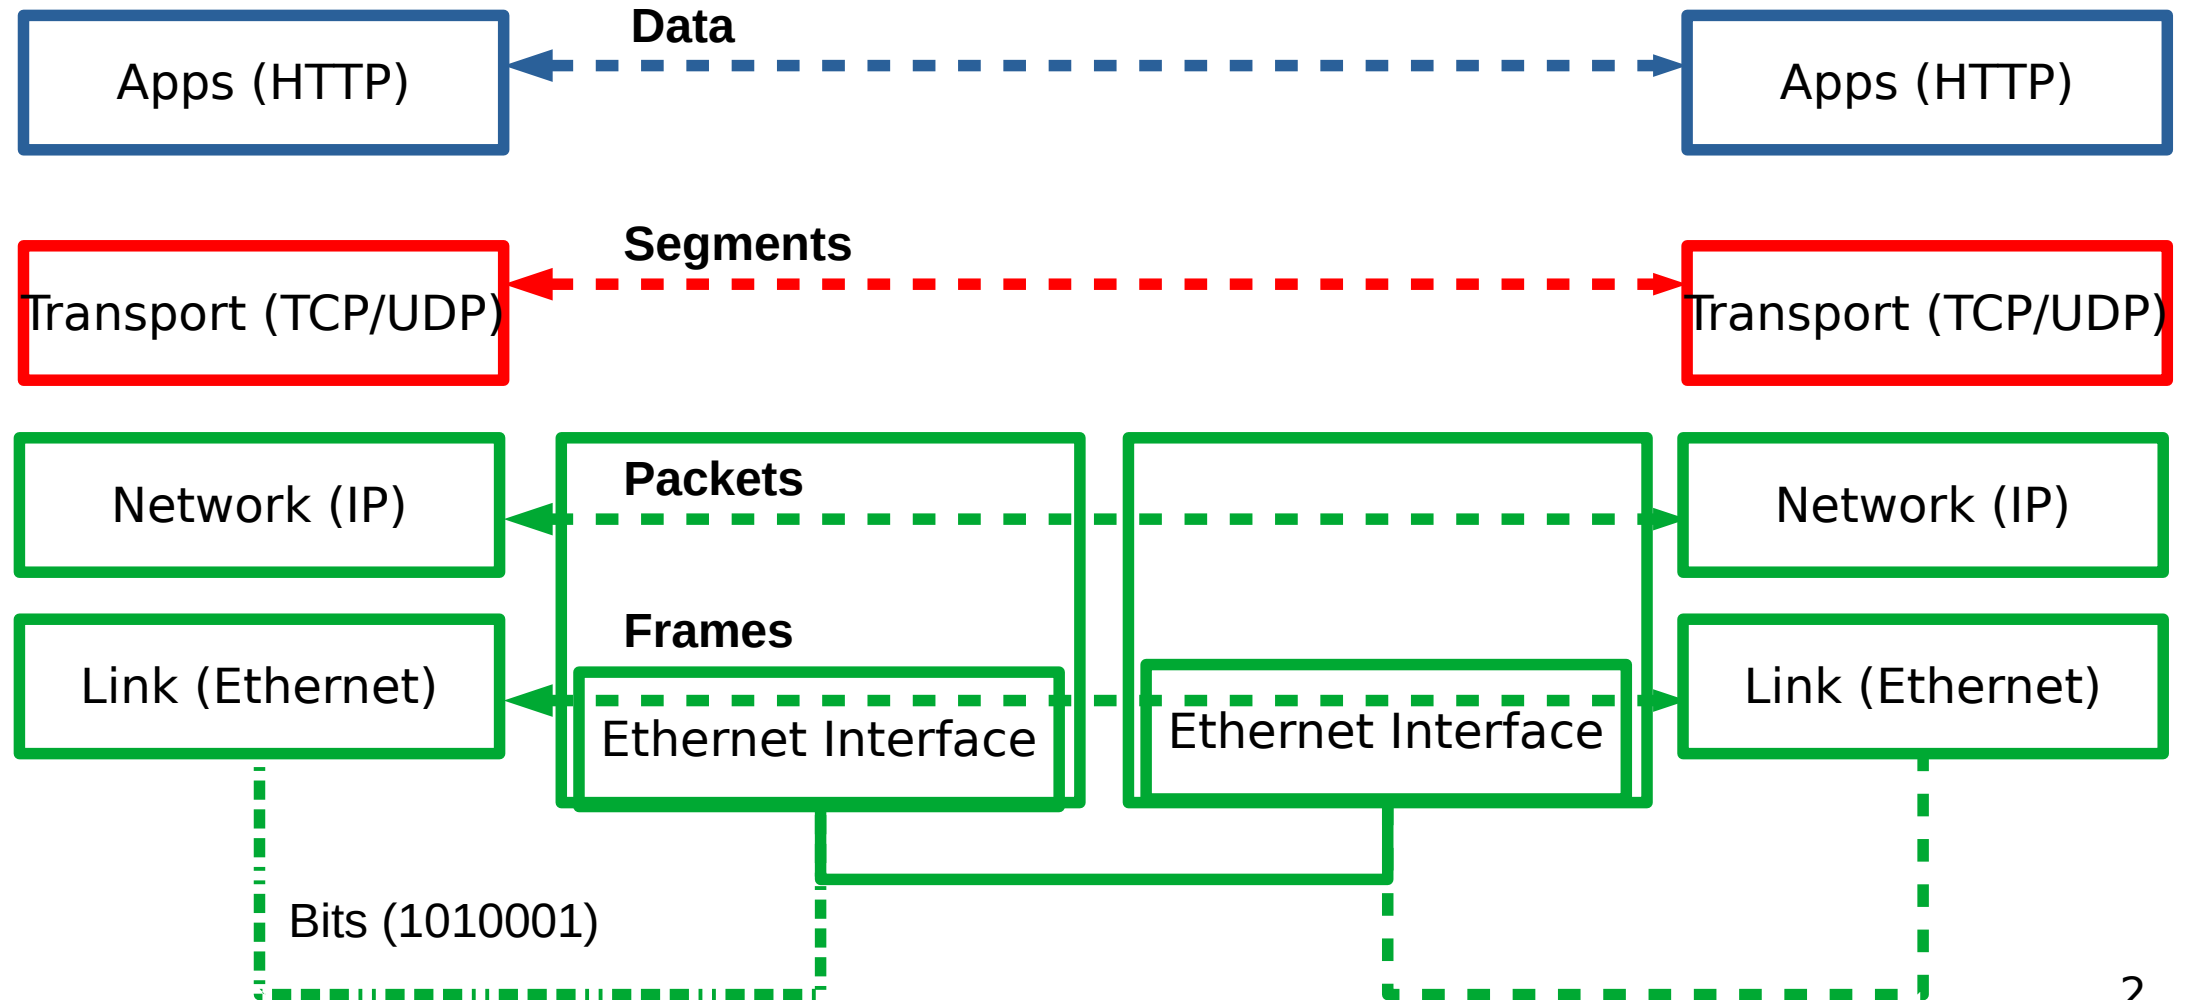 Data
Apps (HTTP)
Apps (HTTP)
Segments
Transport (TCP/UDP)
Transport (TCP/UDP)
Packets
Network (IP)
Network (IP)
Frames
Link (Ethernet)
Link (Ethernet)
Ethernet Interface
Ethernet Interface
Bits (1010001)
2